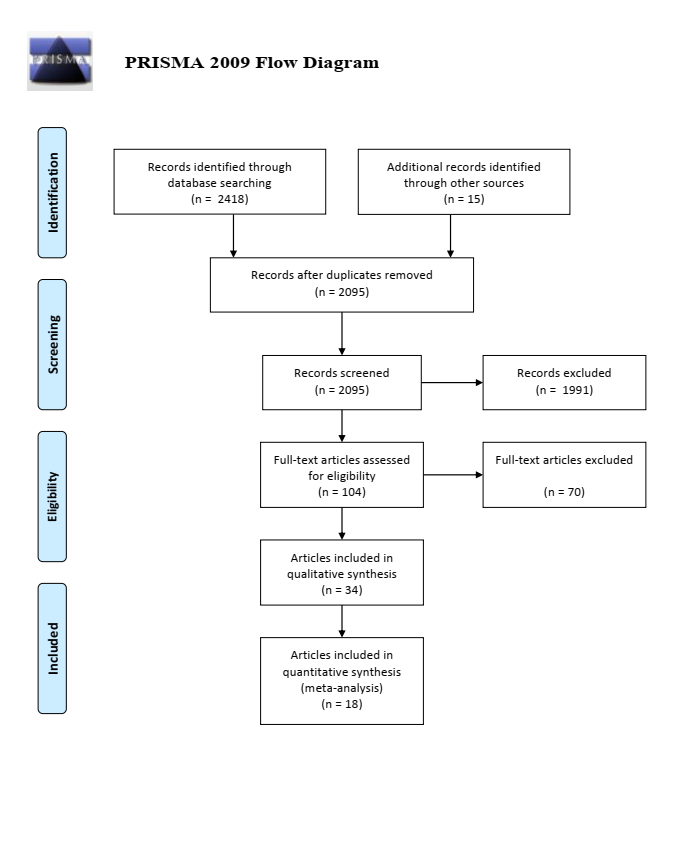 PRISMA
PRISMA 2009 Flow Diagram
Identification
Records identified through
database searching
(n = 2418)
Additional records identified
through other sources
(n = 15)
Records after duplicates removed
(n = 2095)
Screening
Records screened
(n = 2095)
Records excluded
(n = 1991)
Eligibility
Full-text articles assessed
for eligibility
(n = 104)
Full-text articles excluded
(n = 70)
Articles included in
qualitative synthesis
(n = 34)
Included
Articles included in
quantitative synthesis
(meta-analysis)
(n = 18)